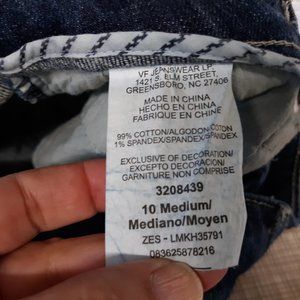 VF JEANSWEAR LP.
1421 S. ELM STREET,
GREENSBORO, NC 27406
MADE IN CHINA
HECHO EN CHINA
FABRIQUE EN CHINE
99% COTTON/ALGODON/COTON
1% SPANDEX/SPANDEX/SPANDEX
EXCLUSIVE OF DECORATION/
EXCEPTO DECORACION/
GARNITURE NON COMPRISE
3208439
10 Medium/
Mediano/Moyen
ZES - LMKH35791
083625878216